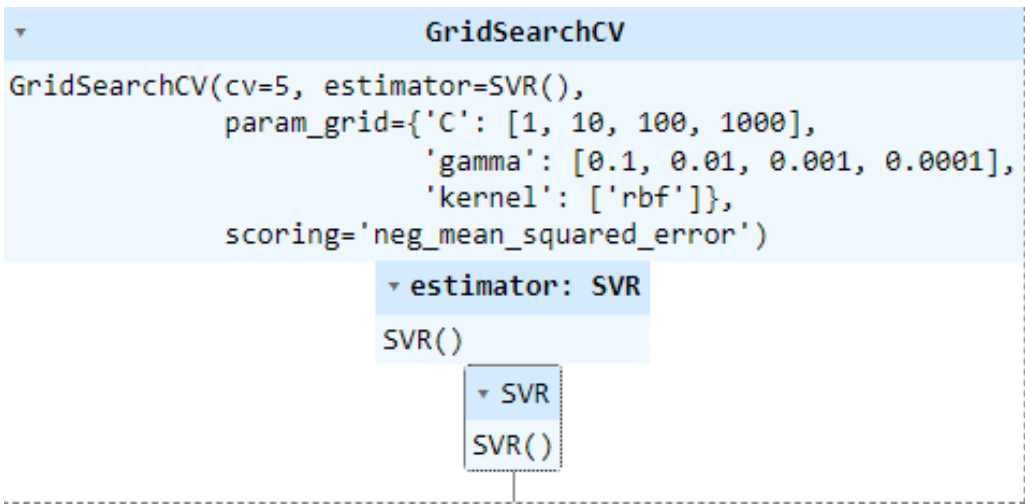 GridSearchCV
GridSearchCV(cv=5, estimator=SVR(),
param_grid={'C': [1, 10, 100, 1000],
'gamma': [0.1, 0.01, 0.001, 0.0001],
'kernel': ['rbf']},
scoring='neg_mean_squared_error')
estimator: SVR
SVR()
SVR
SVR()